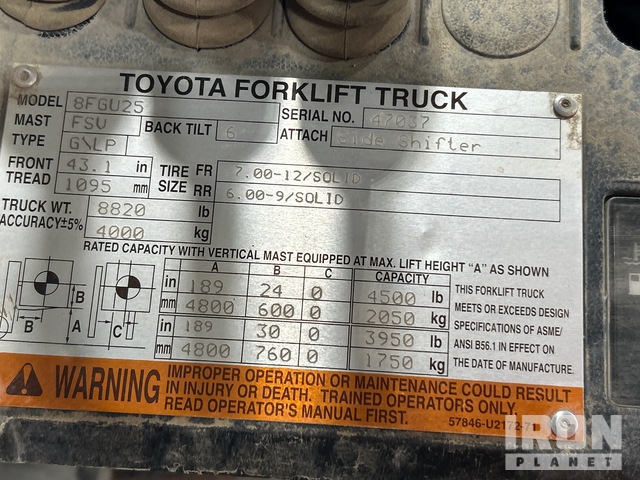 TOYOTA FORKLIFT TRUCK
MODEL 8FGU25 SERIAL NO. 47037
MAST FSV BACK TILT 6 ATTACH Side Shifter
TYPE G\LP
FRONT TREAD 43.1 in
1095 mm
TIRE SIZE FR 7.00-12/SOLID
RR 6.00-9/SOLID
TRUCK WT. 8820 lb
ACCURACY±5% 4000 kg
RATED CAPACITY WITH VERTICAL MAST EQUIPPED AT MAX. LIFT HEIGHT "A" AS SHOWN
A B C CAPACITY
in 189 24 0 4500 lb
mm 4800 600 0 2050 kg
in 189 30 0 3950 lb
mm 4800 760 0 1750 kg
B
B A C
THIS FORKLIFT TRUCK
MEETS OR EXCEEDS DESIGN
SPECIFICATIONS OF ASME/
ANSI B56.1 IN EFFECT ON
THE DATE OF MANUFACTURE.
WARNING
IMPROPER OPERATION OR MAINTENANCE COULD RESULT
IN INJURY OR DEATH. TRAINED OPERATORS ONLY.
READ OPERATOR'S MANUAL FIRST.
57846-U2172-71
IRON
PLANET